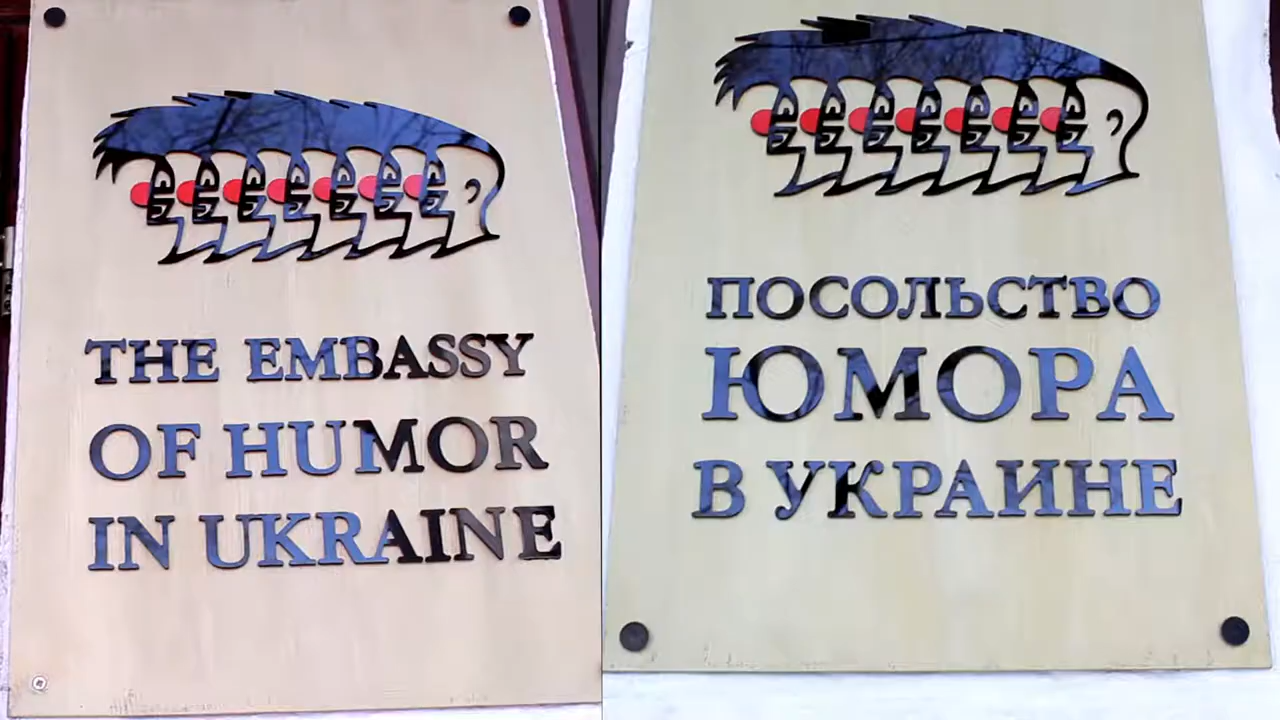 THE EMBASSY
OF HUMOR
IN UKRAINE
ПОСОЛЬСТВО
ЮМОРА
В УКРАИНЕ